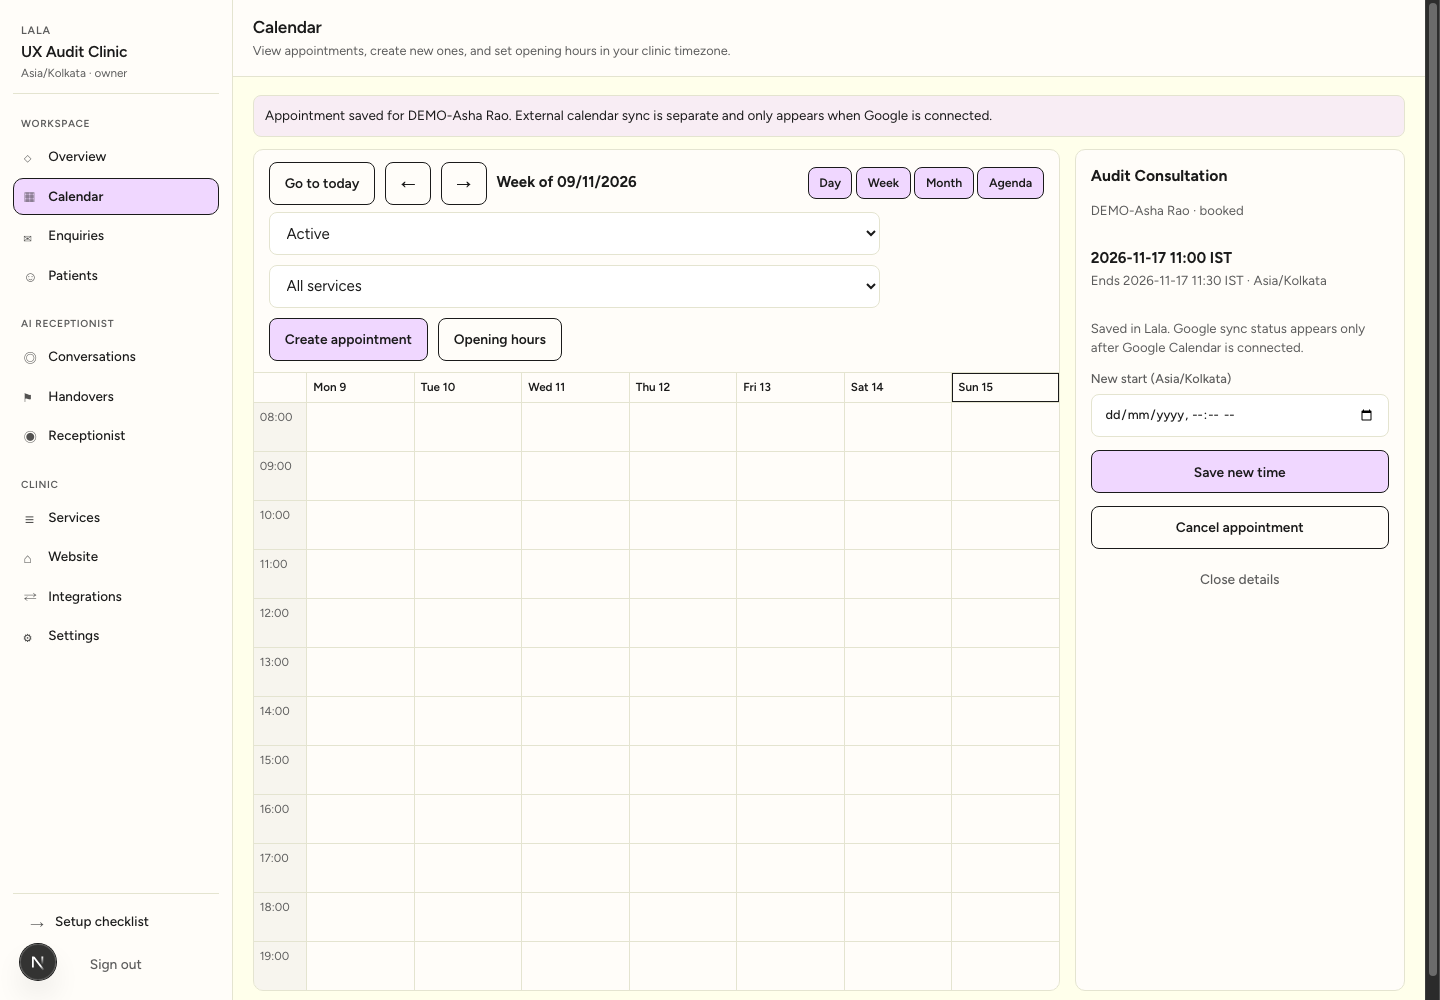 LALA
UX Audit Clinic
Asia/Kolkata · owner
WORKSPACE
Overview
Calendar
Enquiries
Patients
AI RECEPTIONIST
Conversations
Handovers
Receptionist
CLINIC
Services
Website
Integrations
Settings
→ Setup checklist
N
Sign out
Calendar
View appointments, create new ones, and set opening hours in your clinic timezone.
Appointment saved for DEMO-Asha Rao. External calendar sync is separate and only appears when Google is connected.
Go to today ← → Week of 09/11/2026 Day Week Month Agenda
Active
All services
Create appointment Opening hours
Mon 9 Tue 10 Wed 11 Thu 12 Fri 13 Sat 14 Sun 15
08:00
09:00
10:00
11:00
12:00
13:00
14:00
15:00
16:00
17:00
18:00
19:00
Audit Consultation
DEMO-Asha Rao · booked
2026-11-17 11:00 IST
Ends 2026-11-17 11:30 IST · Asia/Kolkata
Saved in Lala. Google sync status appears only
after Google Calendar is connected.
New start (Asia/Kolkata)
dd/mm/yyyy, --:-- --
Save new time
Cancel appointment
Close details